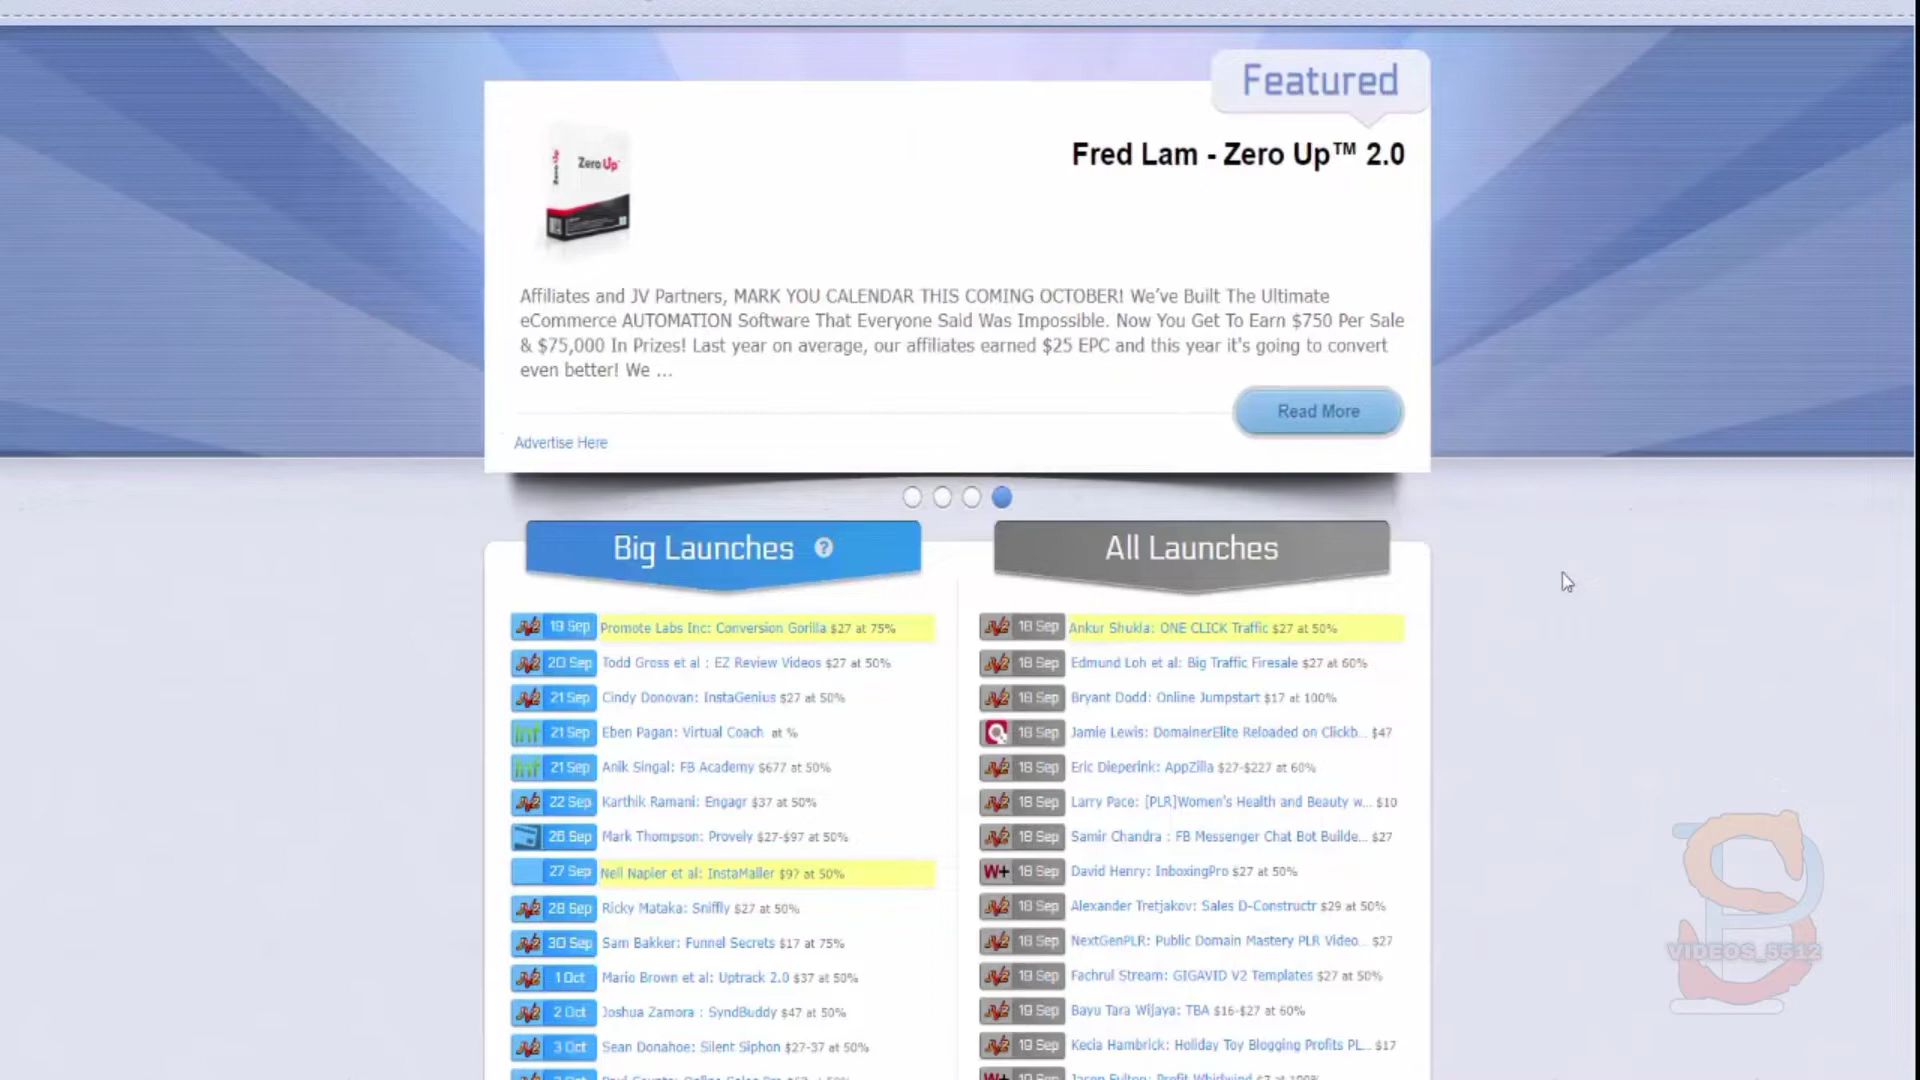 Featured
Zero Up
Zero Up
Fred Lam - Zero Up™ 2.0
Affiliates and JV Partners, MARK YOU CALENDAR THIS COMING OCTOBER! We've Built The Ultimate
eCommerce AUTOMATION Software That Everyone Said Was Impossible. Now You Get To Earn $750 Per Sale
& $75,000 In Prizes! Last year on average, our affiliates earned $25 EPC and this year it's going to convert
even better! We ...
Read More
Advertise Here
Big Launches ?
19 Sep Promote Labs Inc: Conversion Gorilla $27 at 75%
20 Sep Todd Gross et al : EZ Review Videos $27 at 50%
21 Sep Cindy Donovan: InstaGenius $27 at 50%
21 Sep Eben Pagan: Virtual Coach at %
21 Sep Anik Singal: FB Academy $677 at 50%
22 Sep Karthik Ramani: Engagr $37 at 50%
26 Sep Mark Thompson: Provely $27-$97 at 50%
27 Sep Neil Napier et al: InstaMailer $9? at 50%
28 Sep Ricky Mataka: Sniffly $27 at 50%
30 Sep Sam Bakker: Funnel Secrets $17 at 75%
1 Oct Mario Brown et al: Uptrack 2.0 $37 at 50%
2 Oct Joshua Zamora : SyndBuddy $47 at 50%
3 Oct Sean Donahoe: Silent Siphon $27-37 at 50%
All Launches
18 Sep Ankur Shukla: ONE CLICK Traffic $27 at 50%
18 Sep Edmund Loh et al: Big Traffic Firesale $27 at 60%
18 Sep Bryant Dodd: Online Jumpstart $17 at 100%
18 Sep Jamie Lewis: DomainerElite Reloaded on Clickb... $47
18 Sep Eric Dieperink: AppZilla $27-$227 at 60%
18 Sep Larry Pace: [PLR]Women's Health and Beauty w... $10
18 Sep Samir Chandra : FB Messenger Chat Bot Builde... $27
W+ 18 Sep David Henry: InboxingPro $27 at 50%
18 Sep Alexander Tretjakov: Sales D-Constructr $29 at 50%
18 Sep NextGenPLR: Public Domain Mastery PLR Video... $27
19 Sep Fachrul Stream: GIGAVID V2 Templates $27 at 50%
19 Sep Bayu Tara Wijaya: TBA $16-$27 at 60%
19 Sep Kecia Hambrick: Holiday Toy Blogging Profits PL... $17
VIDEOS_5512